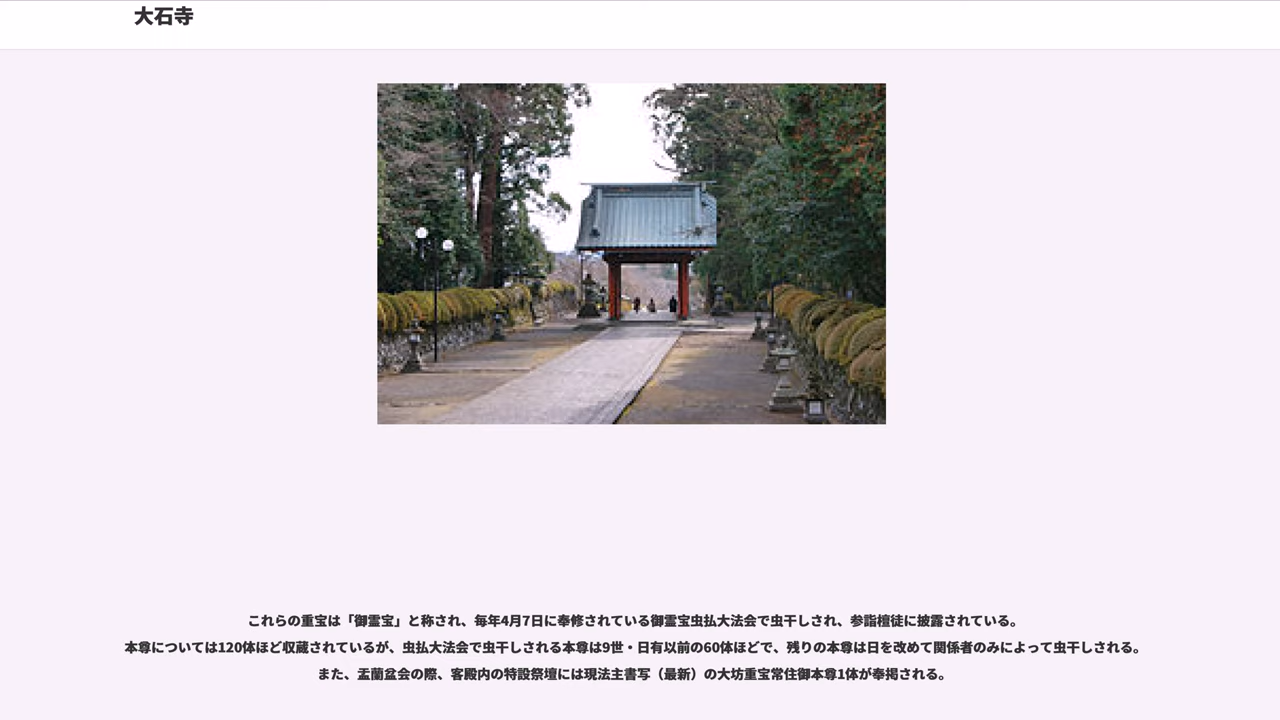 大石寺
これらの重宝は「御霊宝」と称され、毎年4月7日に奉修されている御霊宝虫払大法会で虫干しされ、参詣檀徒に披露されている。
本尊については120体ほど収蔵されているが、虫払大法会で虫干しされる本尊は9世・日有以前の60体ほどで、残りの本尊は日を改めて関係者のみによって虫干しされる。
また、盂蘭盆会の際、客殿内の特設祭壇には現法主書写（最新）の大坊重宝常住御本尊1体が奉掲される。